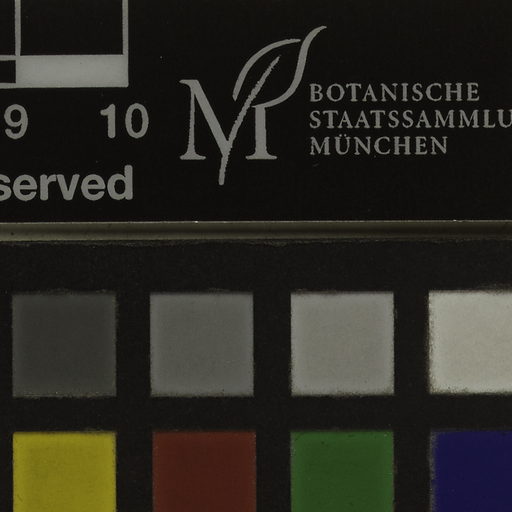 9 10
served
BOTANISCHE
STAATSSAMMLU
MÜNCHEN